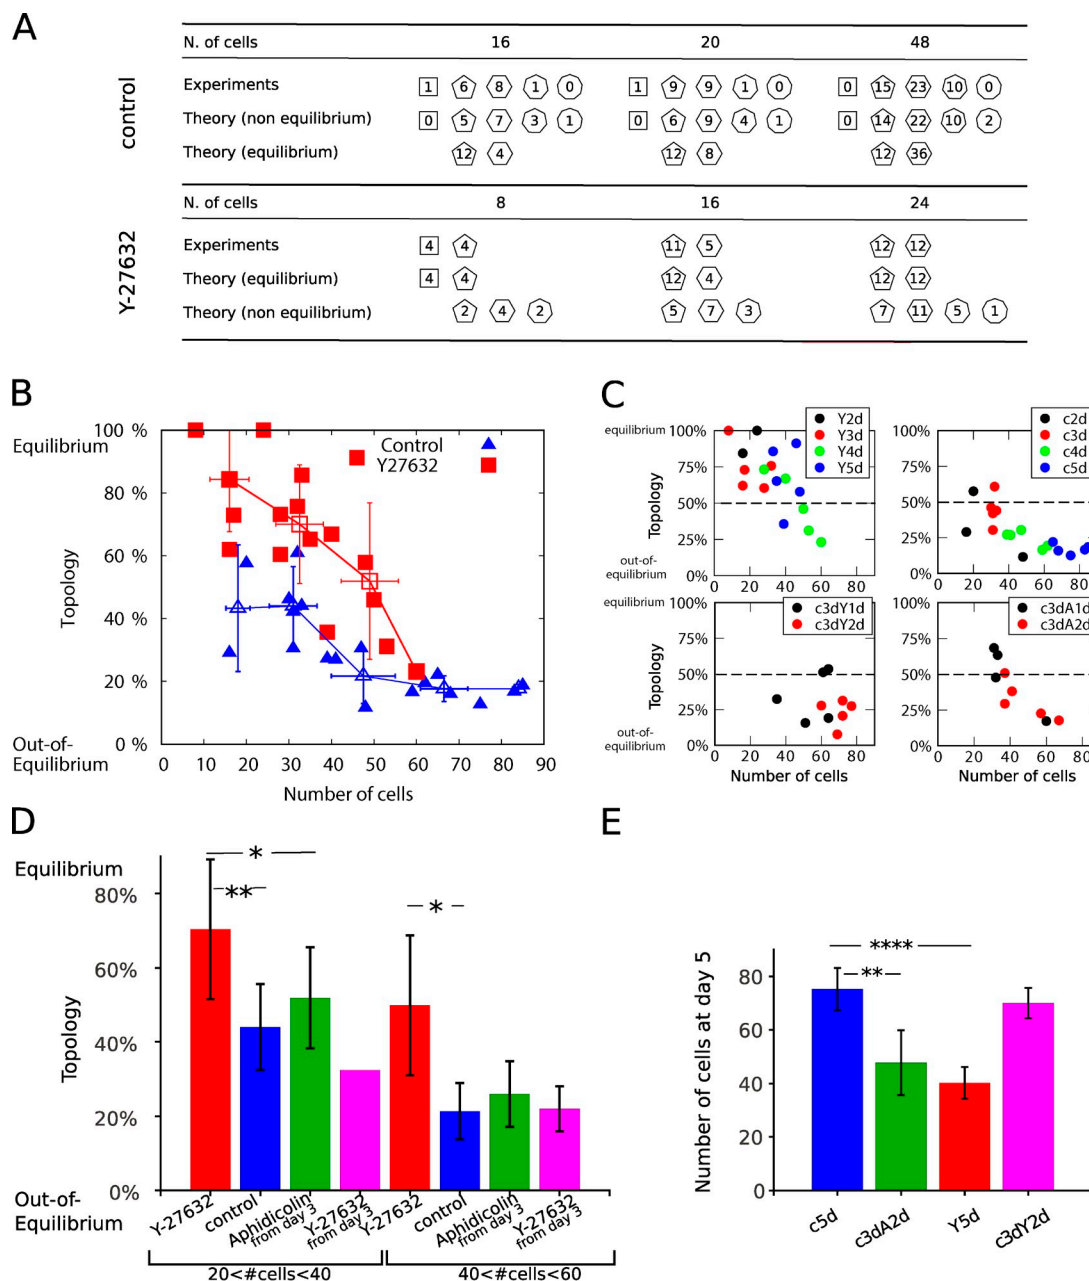 A
control
N. of cells 16 20 48
Experiments 1 6 8 1 0 1 9 9 1 0 0 15 23 10 0
Theory (non equilibrium) 0 5 7 3 1 0 6 9 4 1 0 14 22 10 2
Theory (equilibrium) 12 4 12 8 12 36
Y-27632
N. of cells 8 16 24
Experiments 4 4 11 5 12 12
Theory (equilibrium) 4 4 12 4 12 12
Theory (non equilibrium) 2 4 2 5 7 3 7 11 5 1
B
Equilibrium
100 %
80 %
60 %
40 %
20 %
0 %
Out-of-
Equilibrium
Topology
Control
Y27632
0 10 20 30 40 50 60 70 80 90
Number of cells
C
equilibrium
100%
75%
50%
25%
0%
out-of-
equilibrium
Topology
Y2d
Y3d
Y4d
Y5d
0 20 40 60 80
100%
75%
50%
25%
0%
c2d
c3d
c4d
c5d
0 20 40 60 80
equilibrium
100%
75%
50%
25%
0%
out-of-
equilibrium
Topology
c3dY1d
c3dY2d
0 20 40 60 80
Number of cells
100%
75%
50%
25%
0%
c3dA1d
c3dA2d
0 20 40 60 80
Number of cells
D
Equilibrium
80%
60%
40%
20%
0%
Out-of-
Equilibrium
Topology
*
**
*
Y-27632
control
Aphidicolin
from day 3
Y-27632
from day 3
Y-27632
Control
Aphidicolin
from day 3
Y-27632
from day 3
20<#cells<40
40<#cells<60
E
Number of cells at day 5
80
60
40
20
0
****
**
c5d
c3dA2d
Y5d
c3dY2d